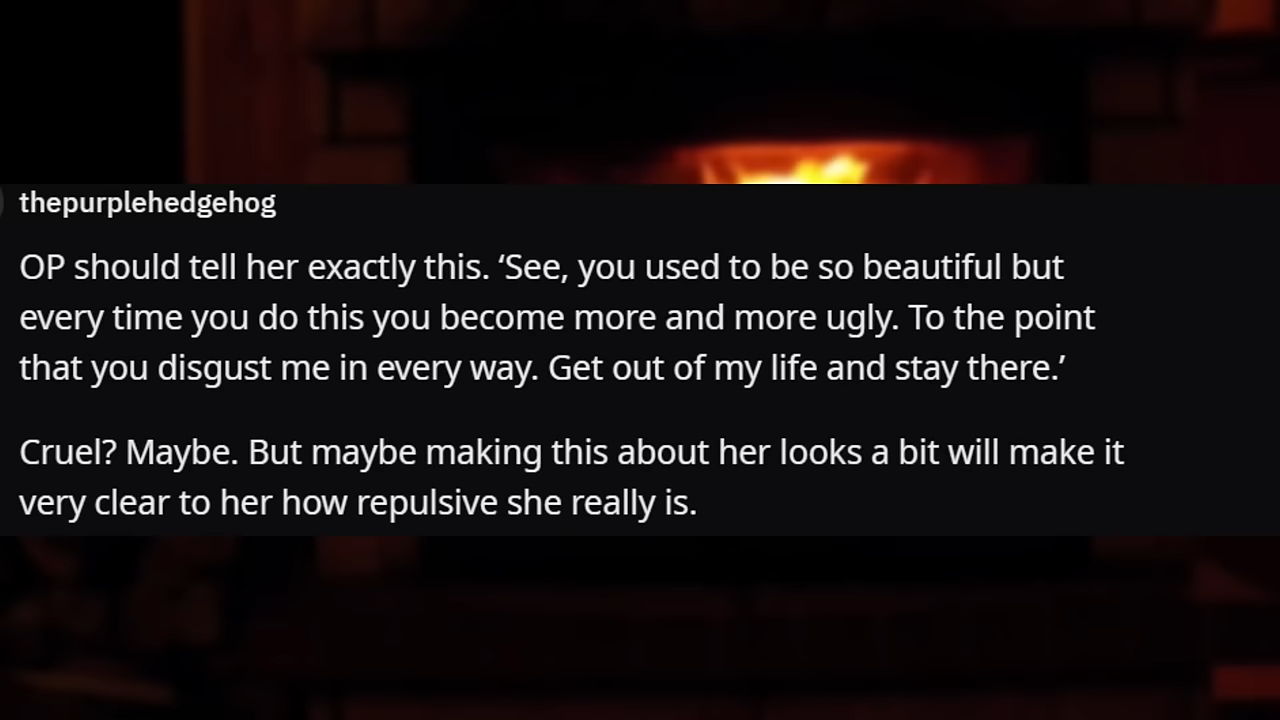 thepurplehedgehog
OP should tell her exactly this. ‘See, you used to be so beautiful but
every time you do this you become more and more ugly. To the point
that you disgust me in every way. Get out of my life and stay there.’
Cruel? Maybe. But maybe making this about her looks a bit will make it
very clear to her how repulsive she really is.